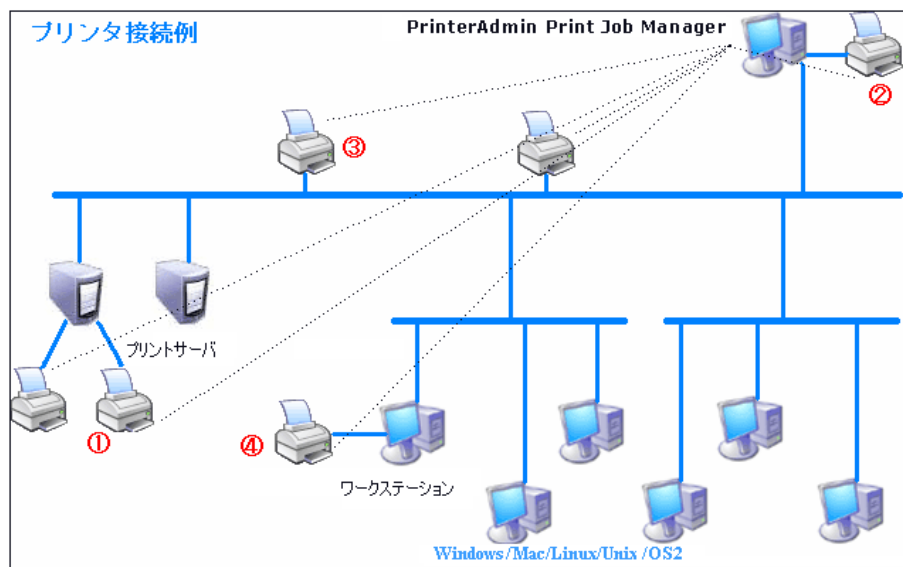 プリンタ接続例
PrinterAdmin Print Job Manager
②
③
プリントサーバ
①
④
ワークステーション
Windows/Mac/Linux/Unix /OS2